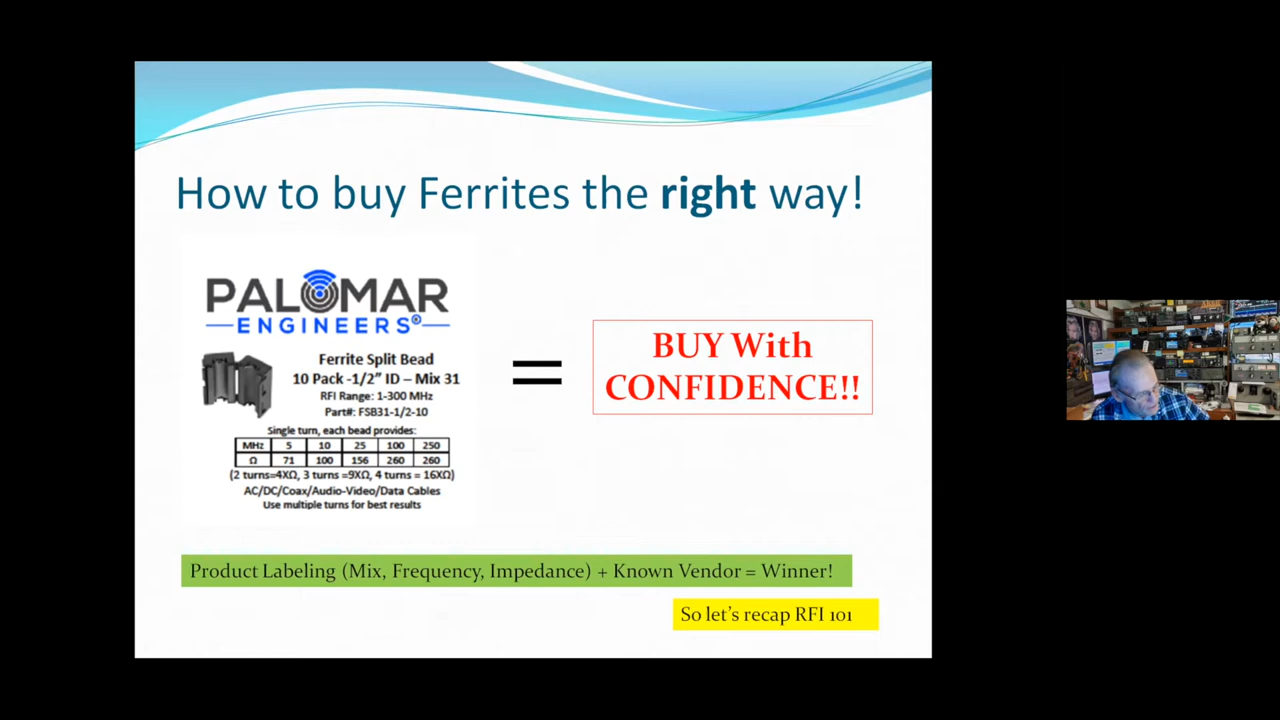 How to buy Ferrites the right way!
PALOMAR
ENGINEERS®
Ferrite Split Bead
10 Pack -1/2" ID – Mix 31
RFI Range: 1-300 MHz
Part#: FSB31-1/2-10
Single turn, each bead provides:
MHz 5 10 25 100 250
Ω 71 100 156 260 260
(2 turns=4XΩ, 3 turns =9XΩ, 4 turns = 16XΩ)
AC/DC/Coax/Audio-Video/Data Cables
Use multiple turns for best results
=
BUY With
CONFIDENCE!!
Product Labeling (Mix, Frequency, Impedance) + Known Vendor = Winner!
So let's recap RFI 101